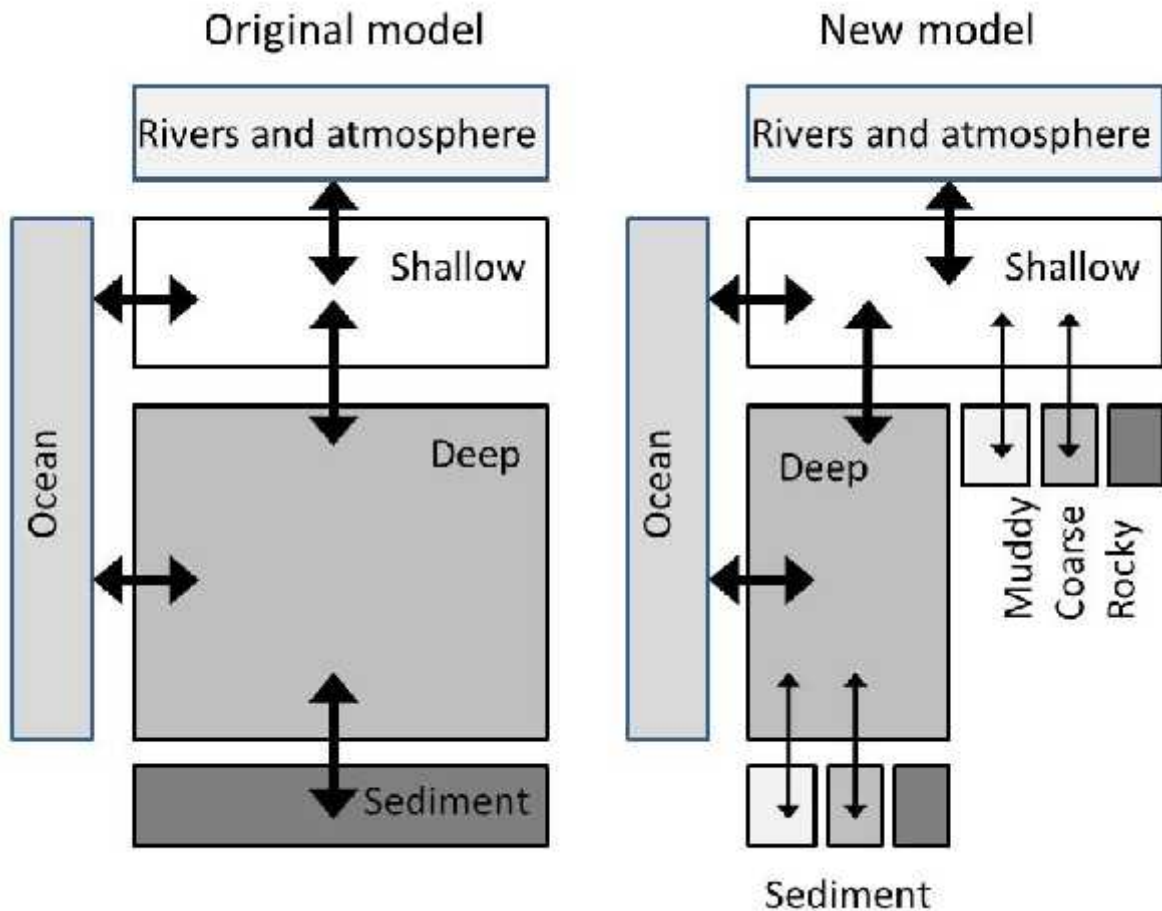 Original model
Rivers and atmosphere
Shallow
Deep
Ocean
Sediment
New model
Rivers and atmosphere
Shallow
Deep
Ocean
Muddy
Coarse
Rocky
Sediment